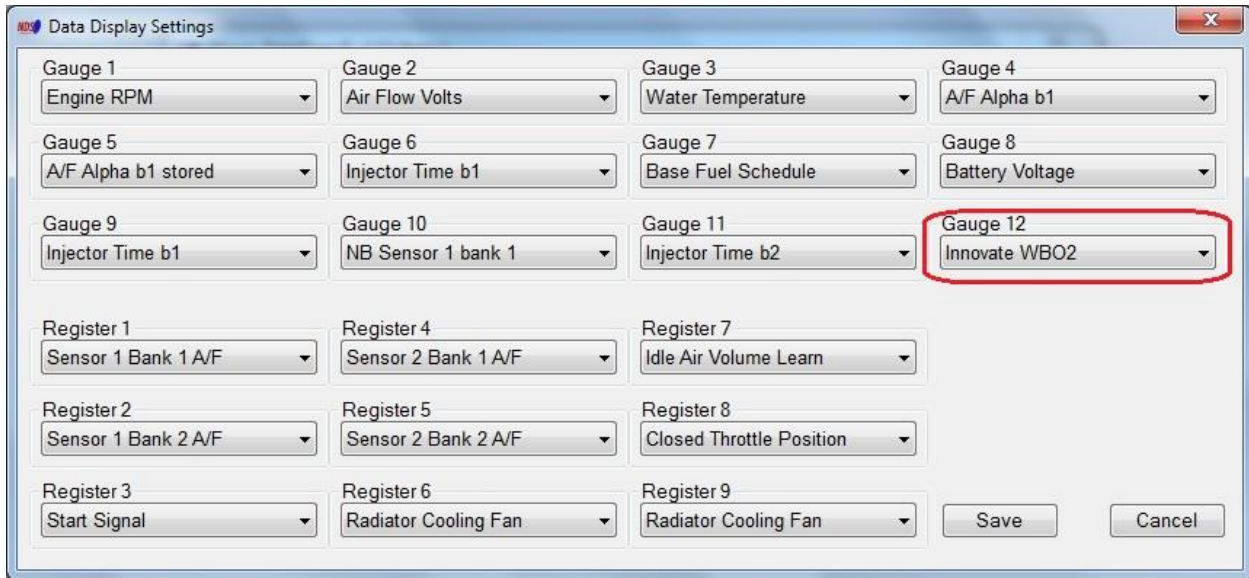 NDS Data Display Settings
Gauge 1
Engine RPM
Gauge 2
Air Flow Volts
Gauge 3
Water Temperature
Gauge 4
A/F Alpha b1
Gauge 5
A/F Alpha b1 stored
Gauge 6
Injector Time b1
Gauge 7
Base Fuel Schedule
Gauge 8
Battery Voltage
Gauge 9
Injector Time b1
Gauge 10
NB Sensor 1 bank 1
Gauge 11
Injector Time b2
Gauge 12
Innovate WBO2
Register 1
Sensor 1 Bank 1 A/F
Register 4
Sensor 2 Bank 1 A/F
Register 7
Idle Air Volume Learn
Register 2
Sensor 1 Bank 2 A/F
Register 5
Sensor 2 Bank 2 A/F
Register 8
Closed Throttle Position
Register 3
Start Signal
Register 6
Radiator Cooling Fan
Register 9
Radiator Cooling Fan
Save
Cancel